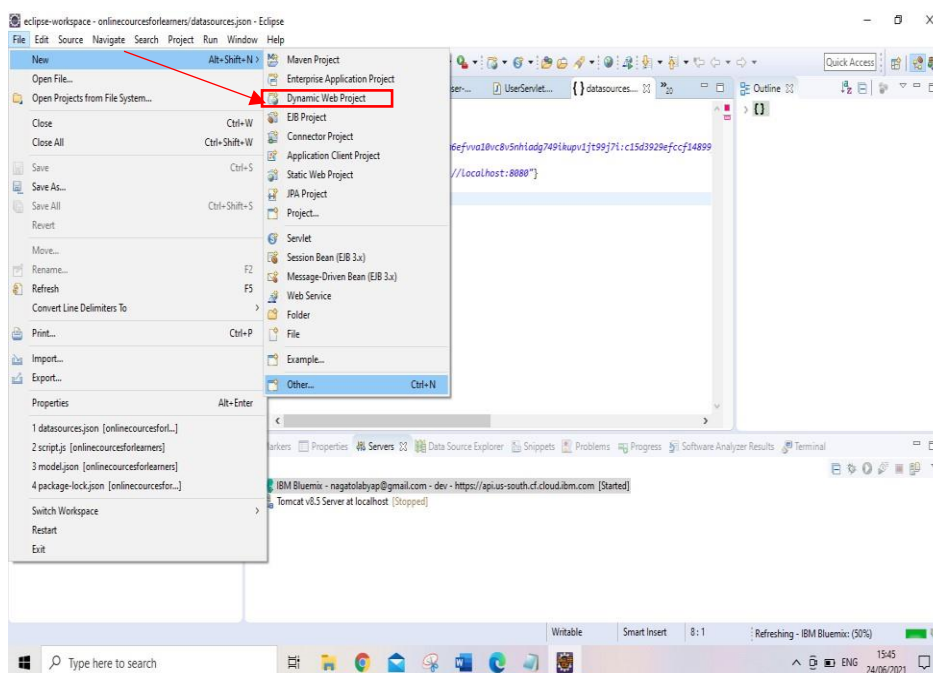 eclipse-workspace - onlinecourcesforlearners/datasources.json - Eclipse
File Edit Source Navigate Search Project Run Window Help
New Alt+Shift+N >
Open File...
Open Projects from File System...
Close Ctrl+W
Close All Ctrl+Shift+W
Save Ctrl+S
Save As...
Save All Ctrl+Shift+S
Revert
Move...
Rename... F2
Refresh F5
Convert Line Delimiters To >
Print... Ctrl+P
Import...
Export...
Properties Alt+Enter
1 datasources.json [onlinecourcesforl...]
2 script.js [onlinecourcesforlearners]
3 model.json [onlinecourcesforlearners]
4 package-lock.json [onlinecourcesfor...]
Switch Workspace >
Restart
Exit
Maven Project
Enterprise Application Project
Dynamic Web Project
EJB Project
Connector Project
Application Client Project
Static Web Project
JPA Project
Project...
Servlet
Session Bean (EJB 3.x)
Message-Driven Bean (EJB 3.x)
Web Service
Folder
File
Example...
Other... Ctrl+N
Quick Access
ser-... UserServlet.... { } datasources.... »20
//localhost:8080"}
Outline
> {}
arkers Properties Servers Data Source Explorer Snippets Problems Progress Software Analyzer Results Terminal
IBM Bluemix - nagatolabyap@gmail.com - dev - https://api.us-south.cf.cloud.ibm.com [Started]
Tomcat v8.5 Server at localhost [Stopped]
Writable Smart Insert 8 : 1 Refreshing - IBM Bluemix: (50%)
Type here to search
ENG 15:45
24/06/2021